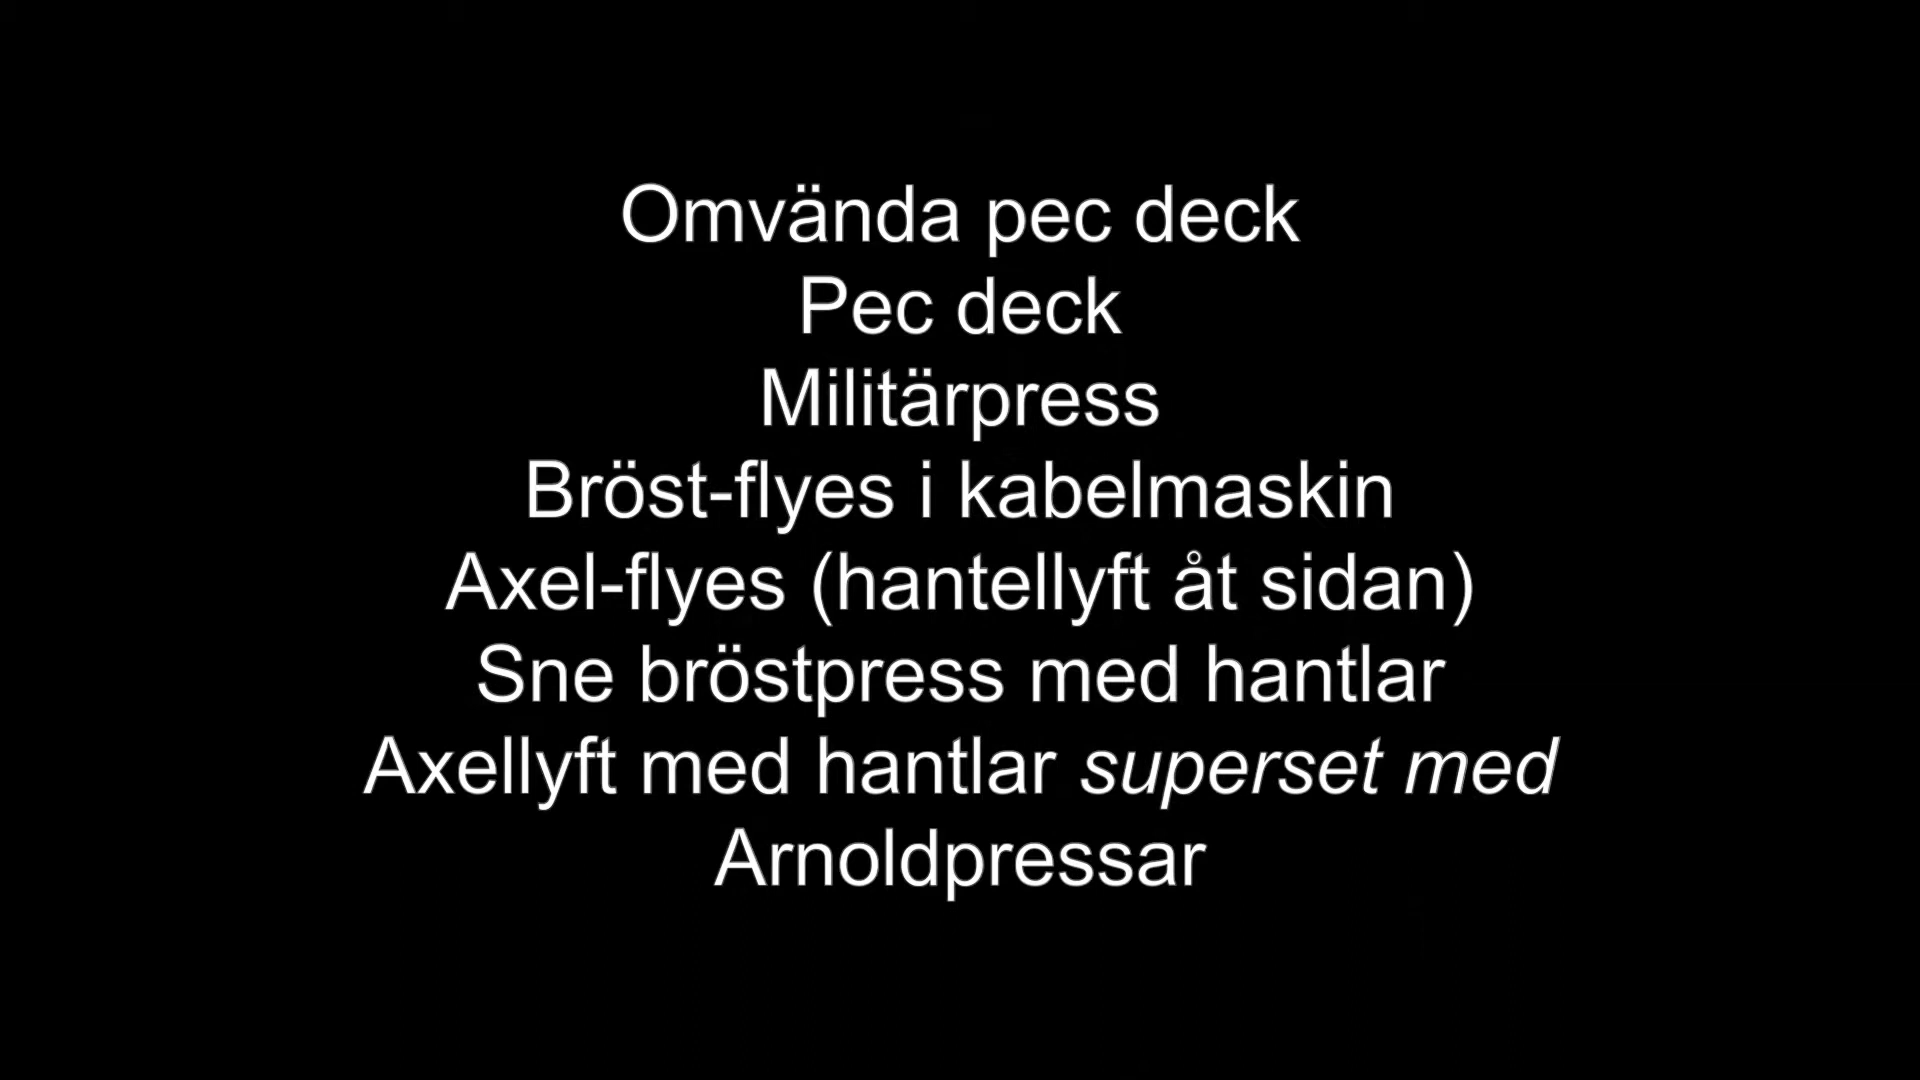 Omvända pec deck
Pec deck
Militärpress
Bröst-flyes i kabelmaskin
Axel-flyes (hantellyft åt sidan)
Sne bröstpress med hantlar
Axellyft med hantlar superset med
Arnoldpressar